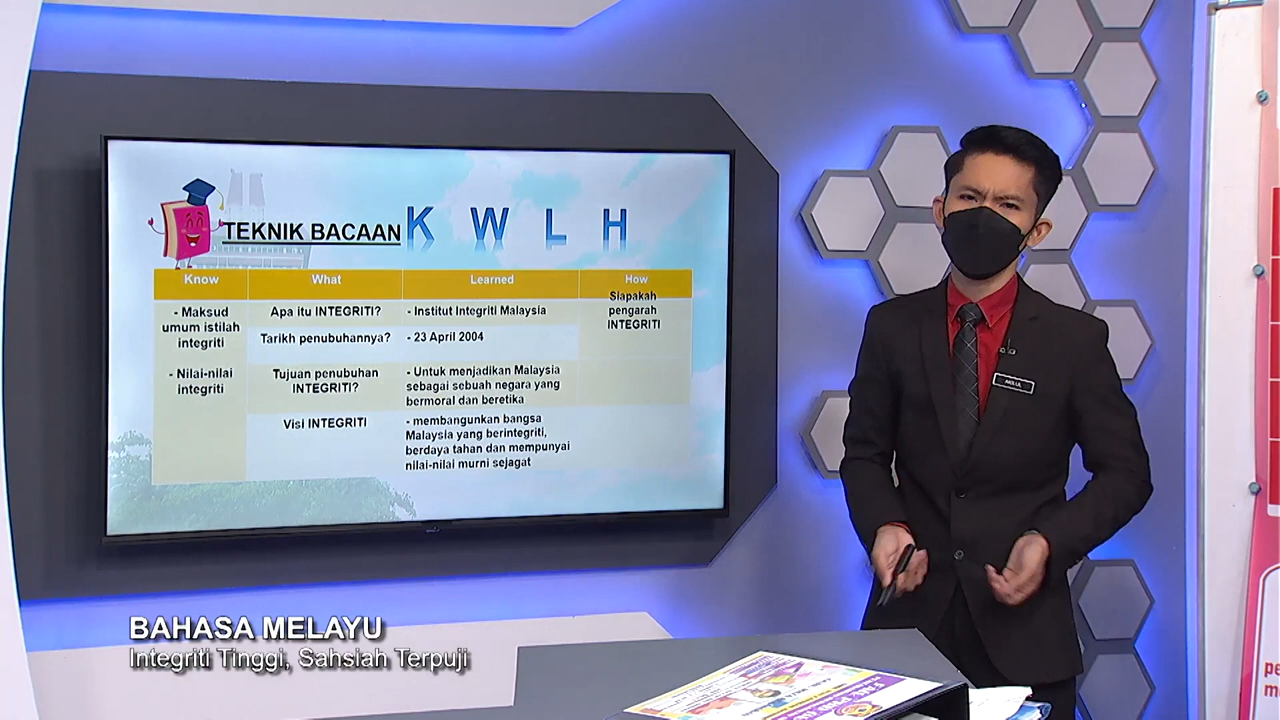 TEKNIK BACAAN K W L H
Know What Learned How
- Maksud
umum istilah
integriti
- Nilai-nilai
integriti
Apa itu INTEGRITI?
- Institut Integriti Malaysia
Tarikh penubuhannya?
- 23 April 2004
Tujuan penubuhan
INTEGRITI?
- Untuk menjadikan Malaysia
sebagai sebuah negara yang
bermoral dan beretika
Visi INTEGRITI
- membangunkan bangsa
Malaysia yang berintegriti,
berdaya tahan dan mempunyai
nilai-nilai murni sejagat
Siapakah
pengarah
INTEGRITI
BAHASA MELAYU
Integriti Tinggi, Sahsiah Terpuji